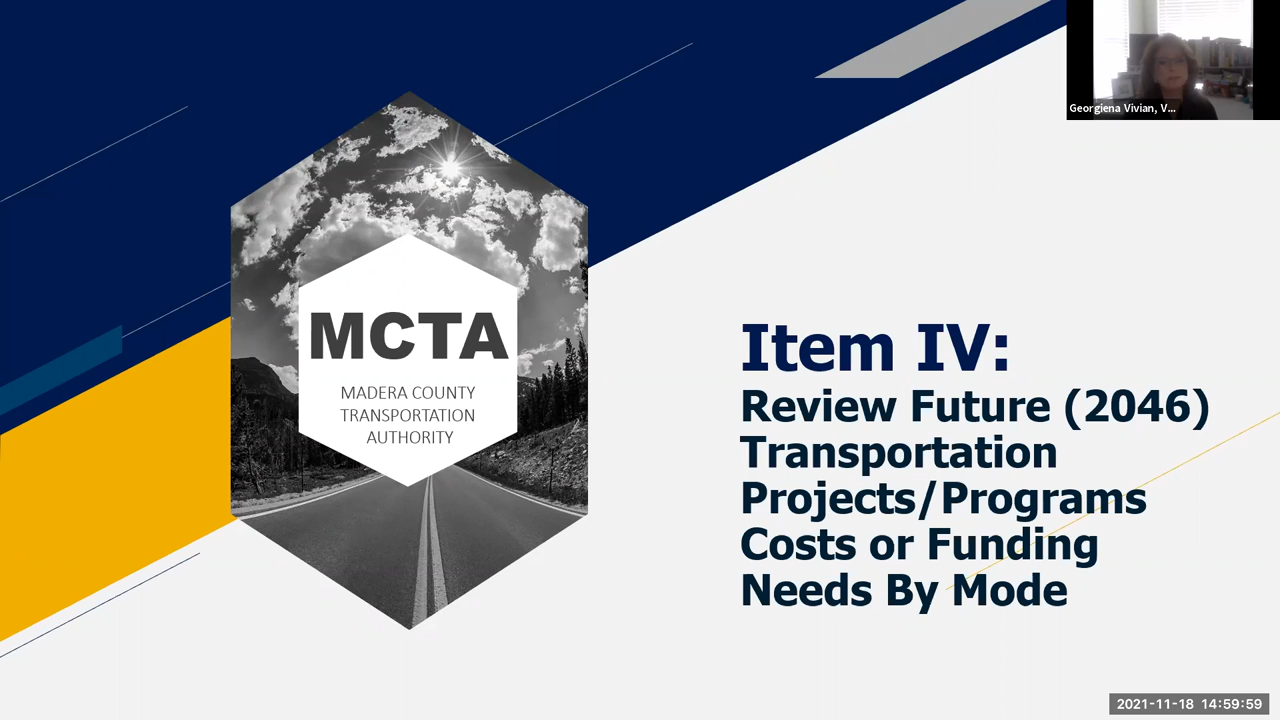 Georgiena Vivian, V...
MCTA
MADERA COUNTY
TRANSPORTATION
AUTHORITY
Item IV:
Review Future (2046)
Transportation
Projects/Programs
Costs or Funding
Needs By Mode
2021-11-18 14:59:59